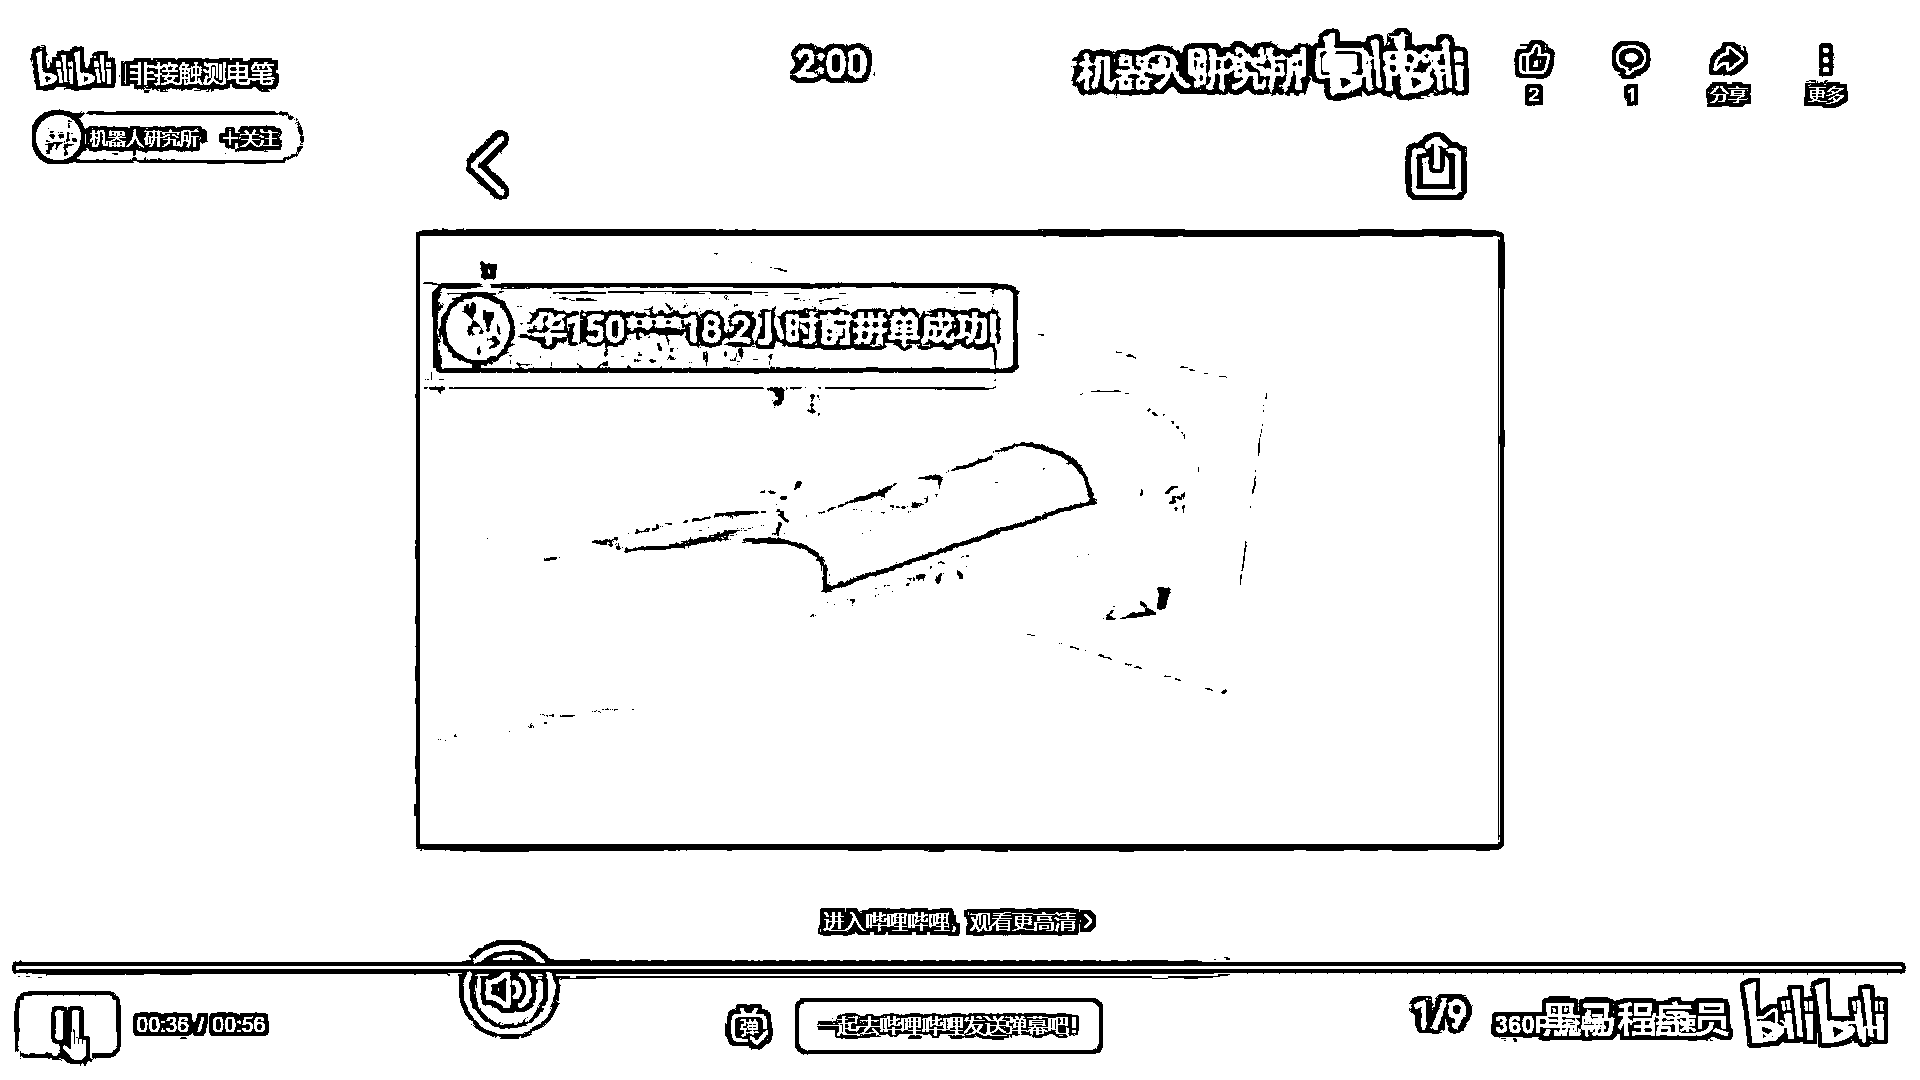 bilibili 非接触测电笔
2:00
机器人研究所 bilibili
2
1
分享
更多
机器人研究所 +关注
华150****18 2小时前拼单成功!
进入哔哩哔哩，观看更高清 >
00:36 / 00:56
弹
一起去哔哩哔哩发送弹幕吧!
1/9
360P
黑马程序员 bilibili